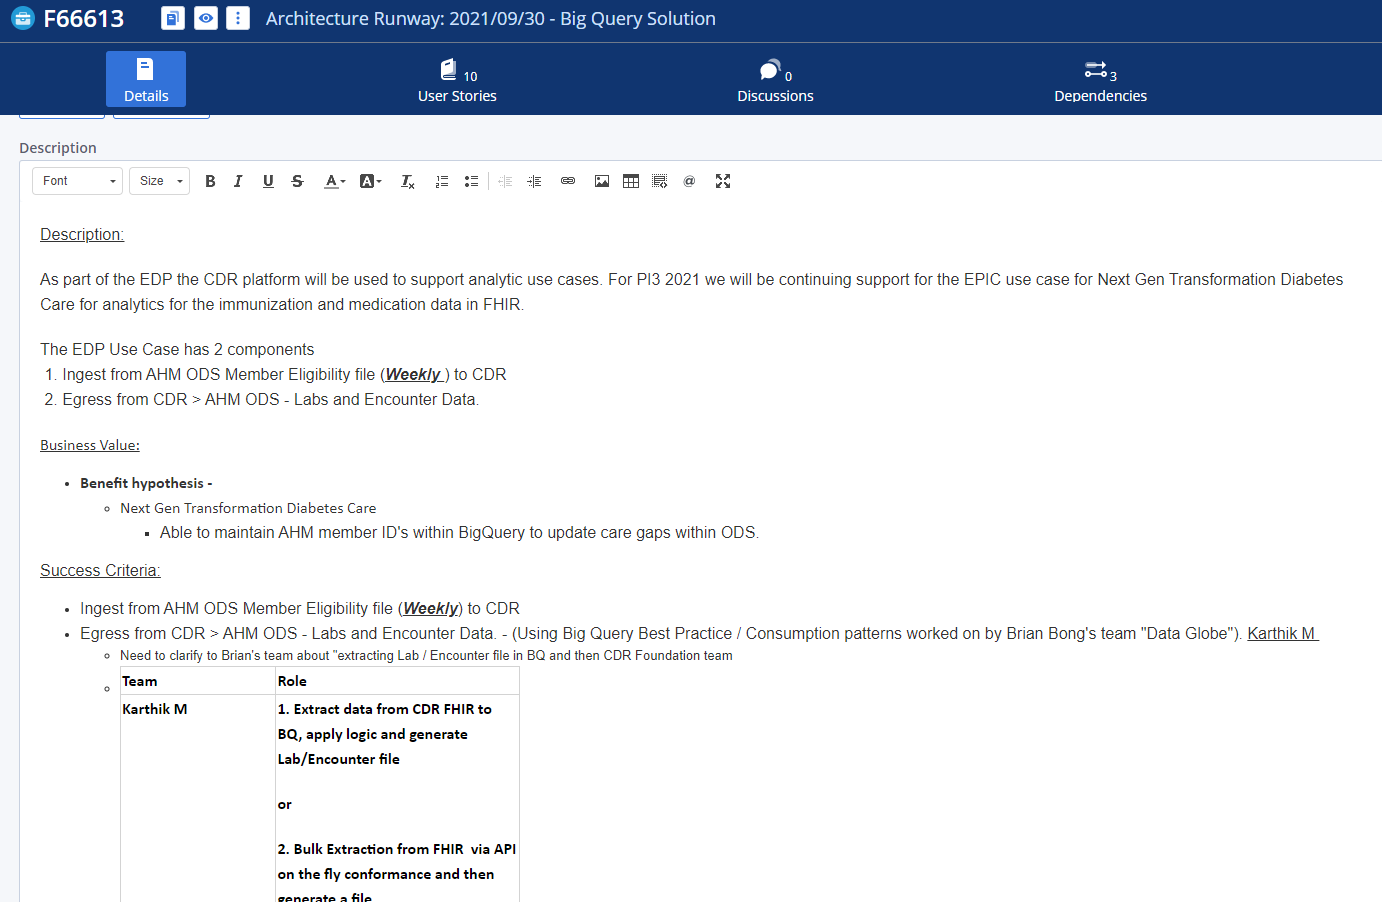 F66613
Architecture Runway: 2021/09/30 - Big Query Solution
Details
10
User Stories
0
Discussions
3
Dependencies
Description
Font
Size
B I U S A A Tx @
Description:
As part of the EDP the CDR platform will be used to support analytic use cases. For PI3 2021 we will be continuing support for the EPIC use case for Next Gen Transformation Diabetes
Care for analytics for the immunization and medication data in FHIR.
The EDP Use Case has 2 components
1. Ingest from AHM ODS Member Eligibility file (Weekly ) to CDR
2. Egress from CDR > AHM ODS - Labs and Encounter Data.
Business Value:
Benefit hypothesis -
Next Gen Transformation Diabetes Care
Able to maintain AHM member ID's within BigQuery to update care gaps within ODS.
Success Criteria:
Ingest from AHM ODS Member Eligibility file (Weekly) to CDR
Egress from CDR > AHM ODS - Labs and Encounter Data. - (Using Big Query Best Practice / Consumption patterns worked on by Brian Bong's team "Data Globe"). Karthik M
Need to clarify to Brian's team about "extracting Lab / Encounter file in BQ and then CDR Foundation team
Team Role
Karthik M 1. Extract data from CDR FHIR to
BQ, apply logic and generate
Lab/Encounter file
or
2. Bulk Extraction from FHIR via API
on the fly conformance and then
generate a file